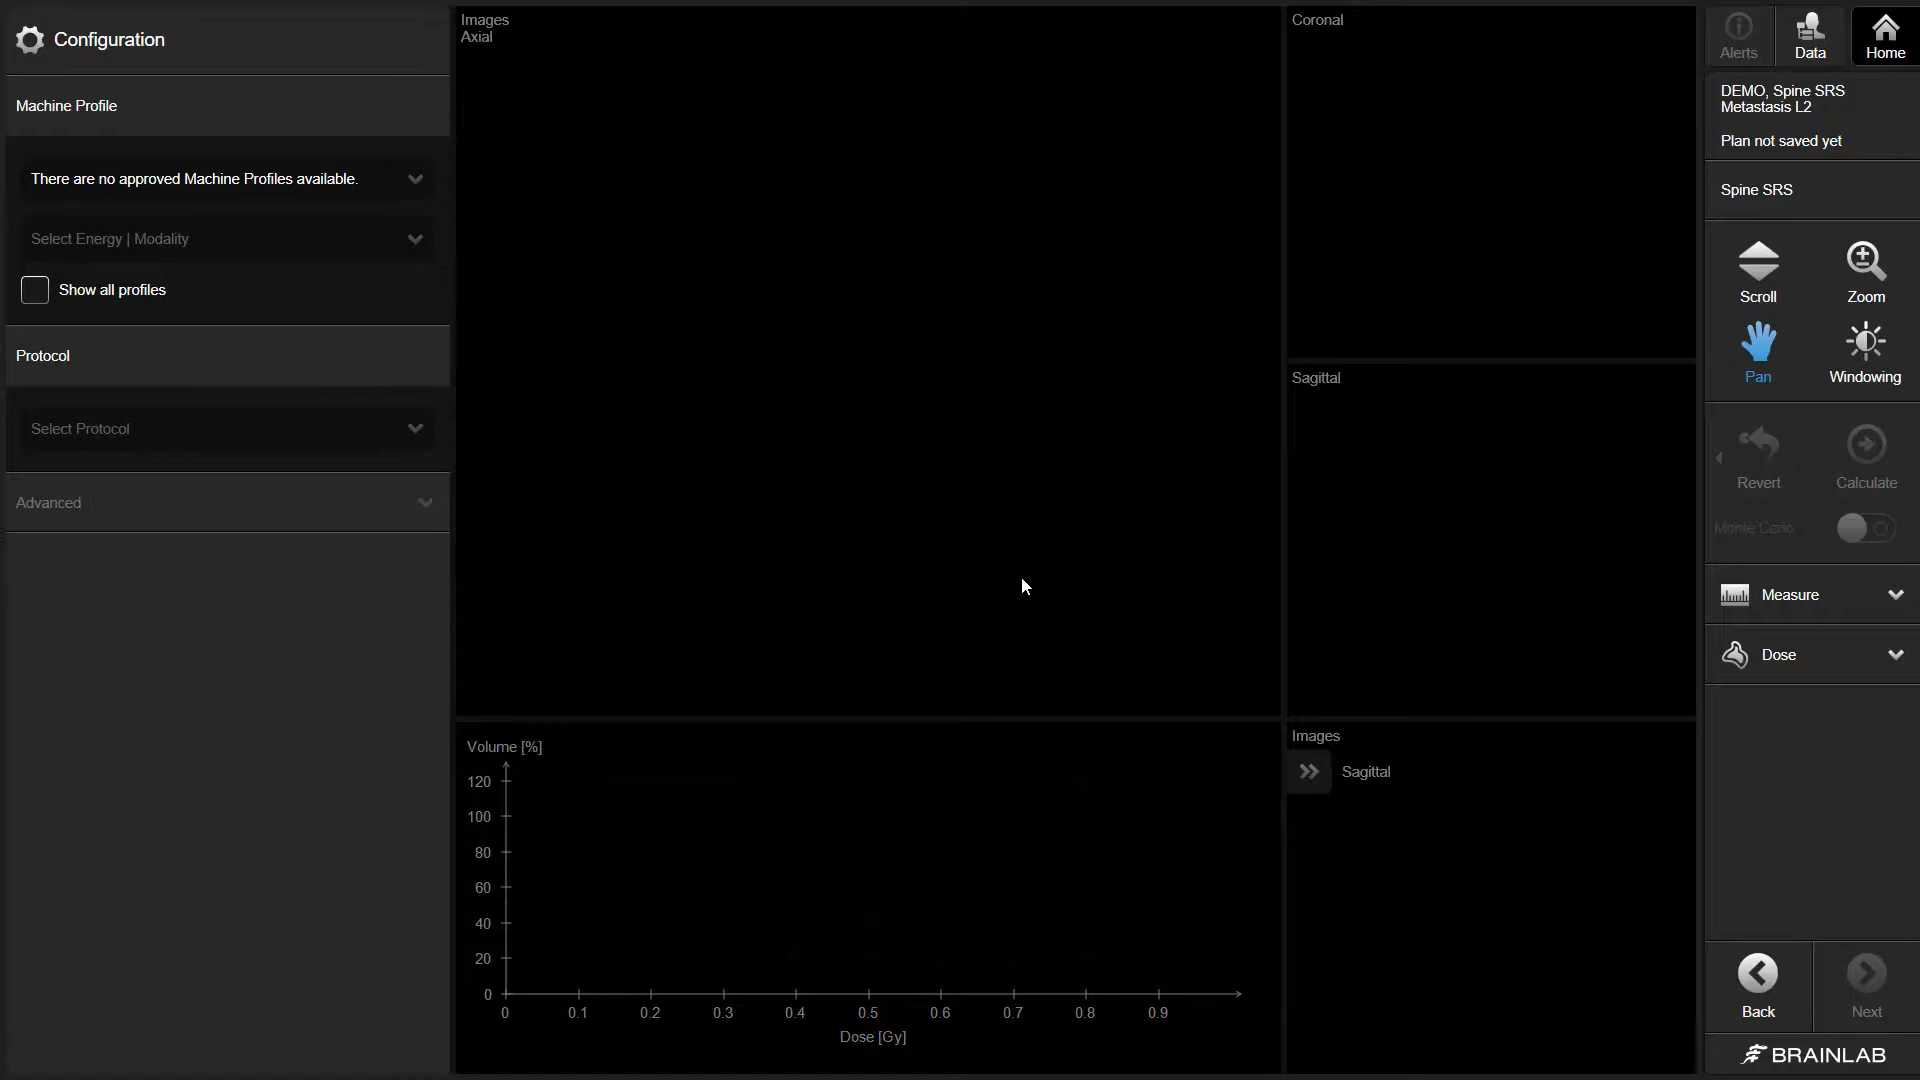 Configuration
Machine Profile
There are no approved Machine Profiles available.
Select Energy | Modality
Show all profiles
Protocol
Select Protocol
Advanced
Images
Axial
Coronal
Sagittal
Volume [%]
120
100
80
60
40
20
0
0 0.1 0.2 0.3 0.4 0.5 0.6 0.7 0.8 0.9
Dose [Gy]
Images
Sagittal
Alerts Data Home
DEMO, Spine SRS
Metastasis L2
Plan not saved yet
Spine SRS
Scroll Zoom
Pan Windowing
Revert Calculate
Monte Carlo
Measure
Dose
Back Next
BRAINLAB